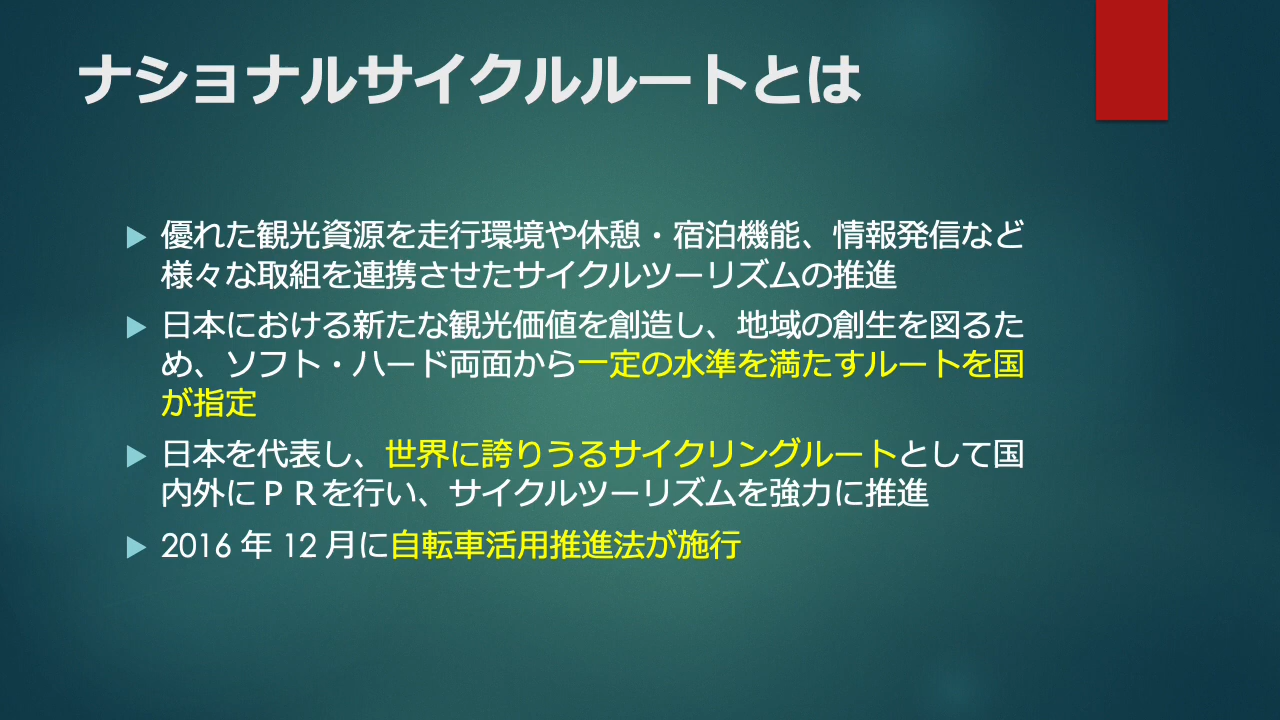 ナショナルサイクルルートとは
優れた観光資源を走行環境や休憩・宿泊機能、情報発信など
様々な取組を連携させたサイクルツーリズムの推進
日本における新たな観光価値を創造し、地域の創生を図るた
め、ソフト・ハード両面から一定の水準を満たすルートを国
が指定
日本を代表し、世界に誇りうるサイクリングルートとして国
内外にＰＲを行い、サイクルツーリズムを強力に推進
2016 年 12 月に自転車活用推進法が施行